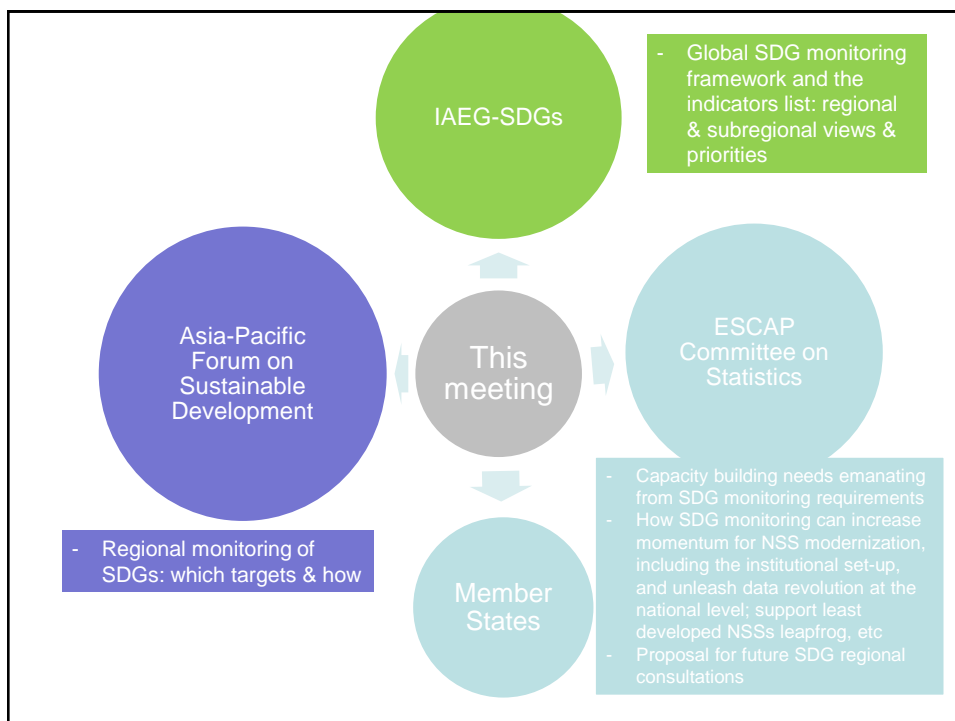 IAEG-SDGs
- Global SDG monitoring
framework and the
indicators list: regional
& subregional views &
priorities
Asia-Pacific
Forum on
Sustainable
Development
This
meeting
ESCAP
Committee on
Statistics
- Regional monitoring of
SDGs: which targets & how
Member
States
- Capacity building needs emanating
from SDG monitoring requirements
- How SDG monitoring can increase
momentum for NSS modernization,
including the institutional set-up,
and unleash data revolution at the
national level; support least
developed NSSs leapfrog, etc
- Proposal for future SDG regional
consultations